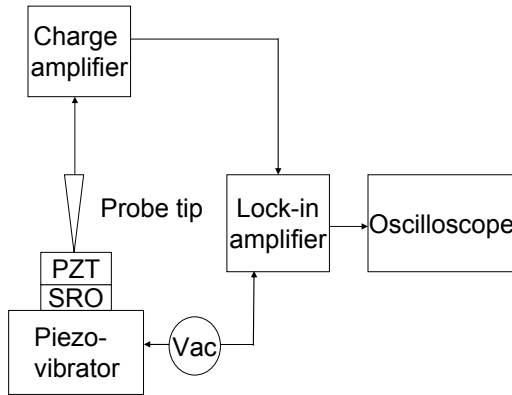 Charge
amplifier
Probe tip
Lock-in
amplifier
Oscilloscope
PZT
SRO
Piezo-
vibrator
Vac